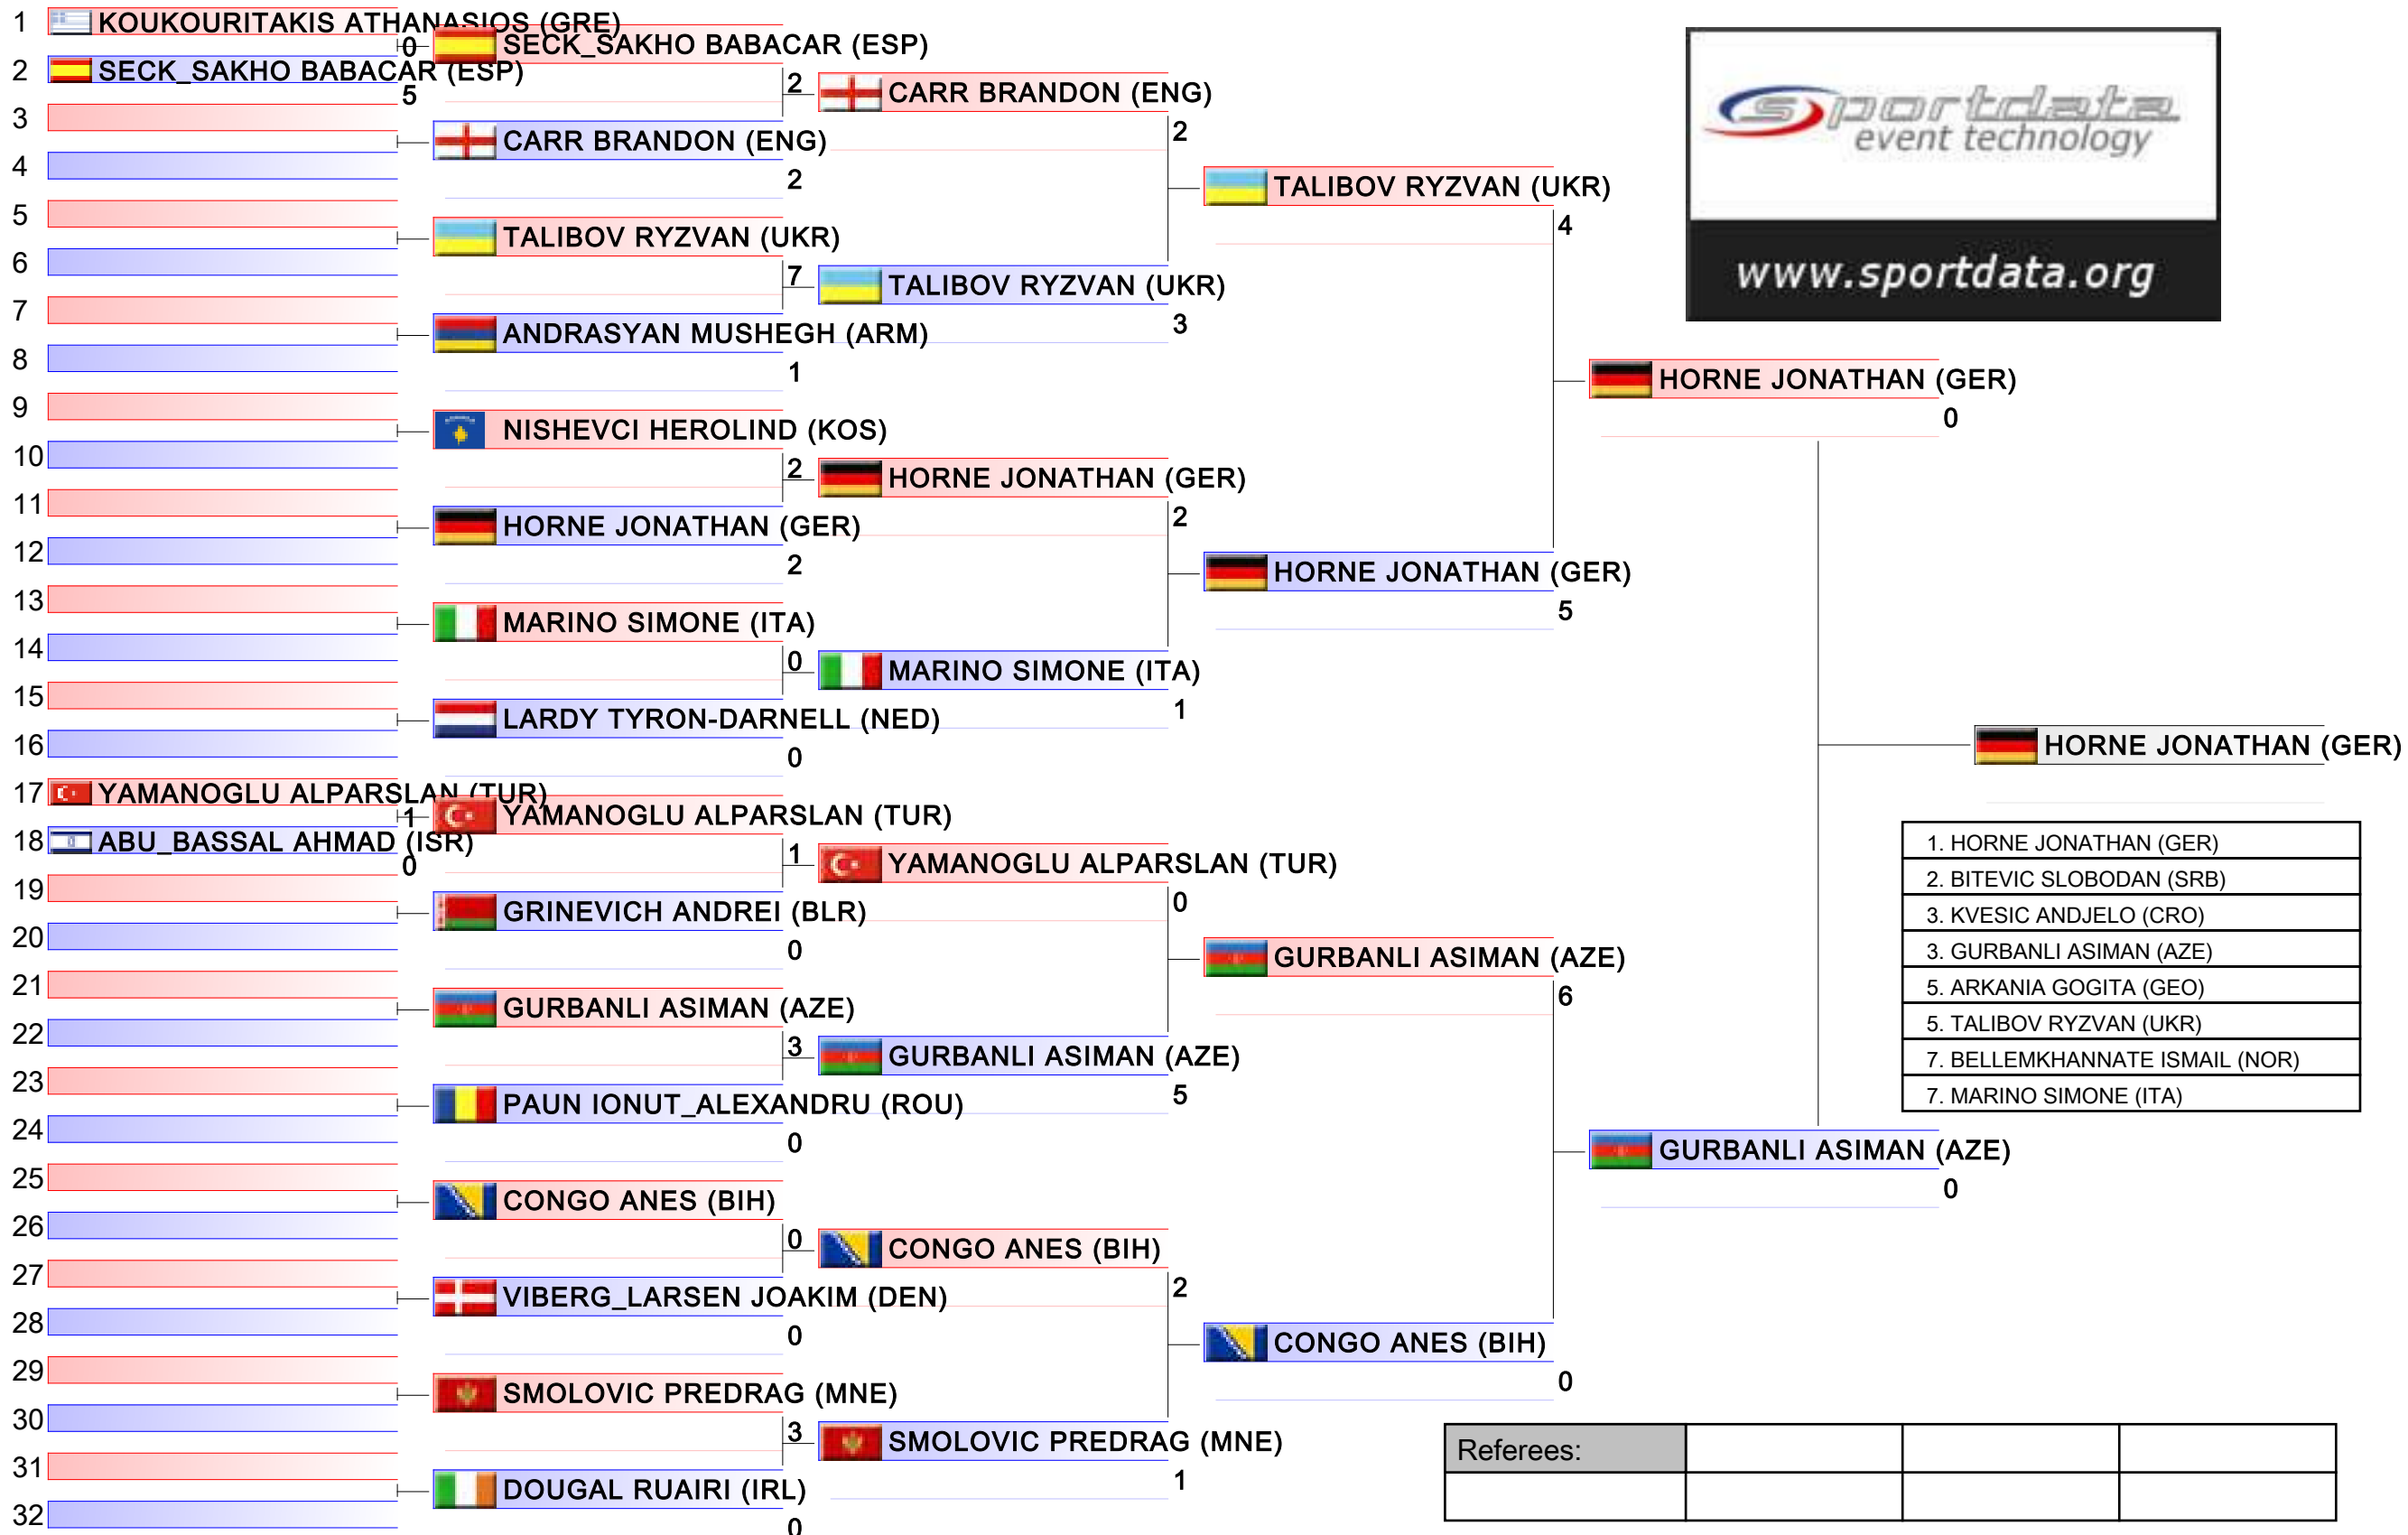 1 KOUKOURITAKIS ATHANASIOS (GRE)
0
2 SECK_SAKHO BABACAR (ESP)
5
3
4
5
6
7
8
9
10
11
12
13
14
15
16
17 YAMANOGLU ALPARSLAN (TUR)
1
18 ABU_BASSAL AHMAD (ISR)
0
19
20
21
22
23
24
25
26
27
28
29
30
31
32
SECK_SAKHO BABACAR (ESP)
2
CARR BRANDON (ENG)
2
TALIBOV RYZVAN (UKR)
7
ANDRASYAN MUSHEGH (ARM)
1
NISHEVCI HEROLIND (KOS)
2
HORNE JONATHAN (GER)
2
MARINO SIMONE (ITA)
0
LARDY TYRON-DARNELL (NED)
0
YAMANOGLU ALPARSLAN (TUR)
1
GRINEVICH ANDREI (BLR)
0
GURBANLI ASIMAN (AZE)
3
PAUN IONUT_ALEXANDRU (ROU)
0
CONGO ANES (BIH)
0
VIBERG_LARSEN JOAKIM (DEN)
0
SMOLOVIC PREDRAG (MNE)
3
DOUGAL RUAIRI (IRL)
0
CARR BRANDON (ENG)
2
TALIBOV RYZVAN (UKR)
3
HORNE JONATHAN (GER)
2
MARINO SIMONE (ITA)
1
YAMANOGLU ALPARSLAN (TUR)
0
GURBANLI ASIMAN (AZE)
5
CONGO ANES (BIH)
2
SMOLOVIC PREDRAG (MNE)
1
TALIBOV RYZVAN (UKR)
4
HORNE JONATHAN (GER)
5
GURBANLI ASIMAN (AZE)
6
CONGO ANES (BIH)
0
HORNE JONATHAN (GER)
0
GURBANLI ASIMAN (AZE)
0
HORNE JONATHAN (GER)
sportdata
event technology
www.sportdata.org
1. HORNE JONATHAN (GER)
2. BITEVIC SLOBODAN (SRB)
3. KVESIC ANDJELO (CRO)
3. GURBANLI ASIMAN (AZE)
5. ARKANIA GOGITA (GEO)
5. TALIBOV RYZVAN (UKR)
7. BELLEMKHANNATE ISMAIL (NOR)
7. MARINO SIMONE (ITA)
Referees: